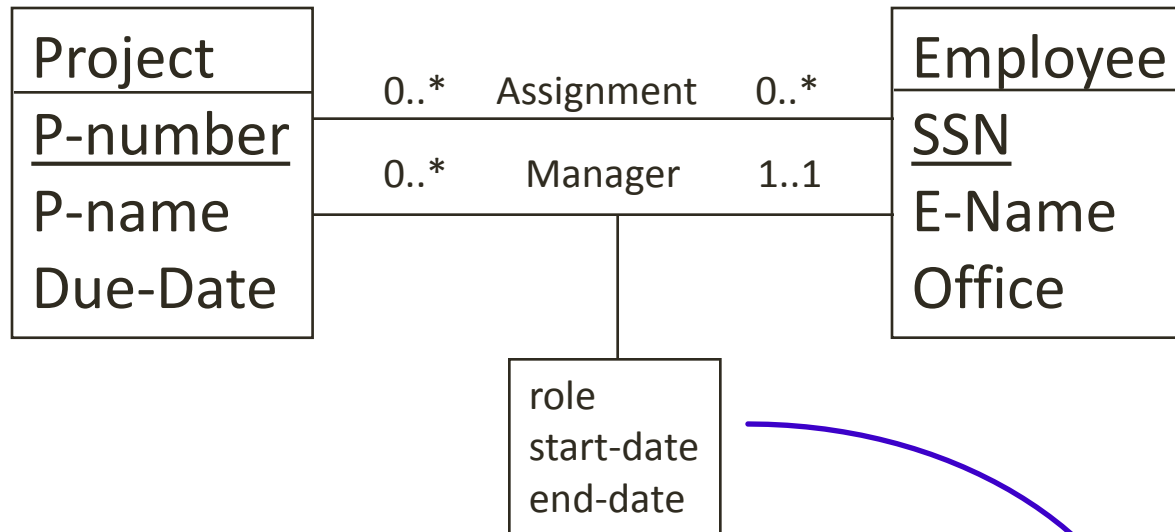 Project
P-number
P-name
Due-Date
0..* Assignment 0..*
0..* Manager 1..1
Employee
SSN
E-Name
Office
role
start-date
end-date